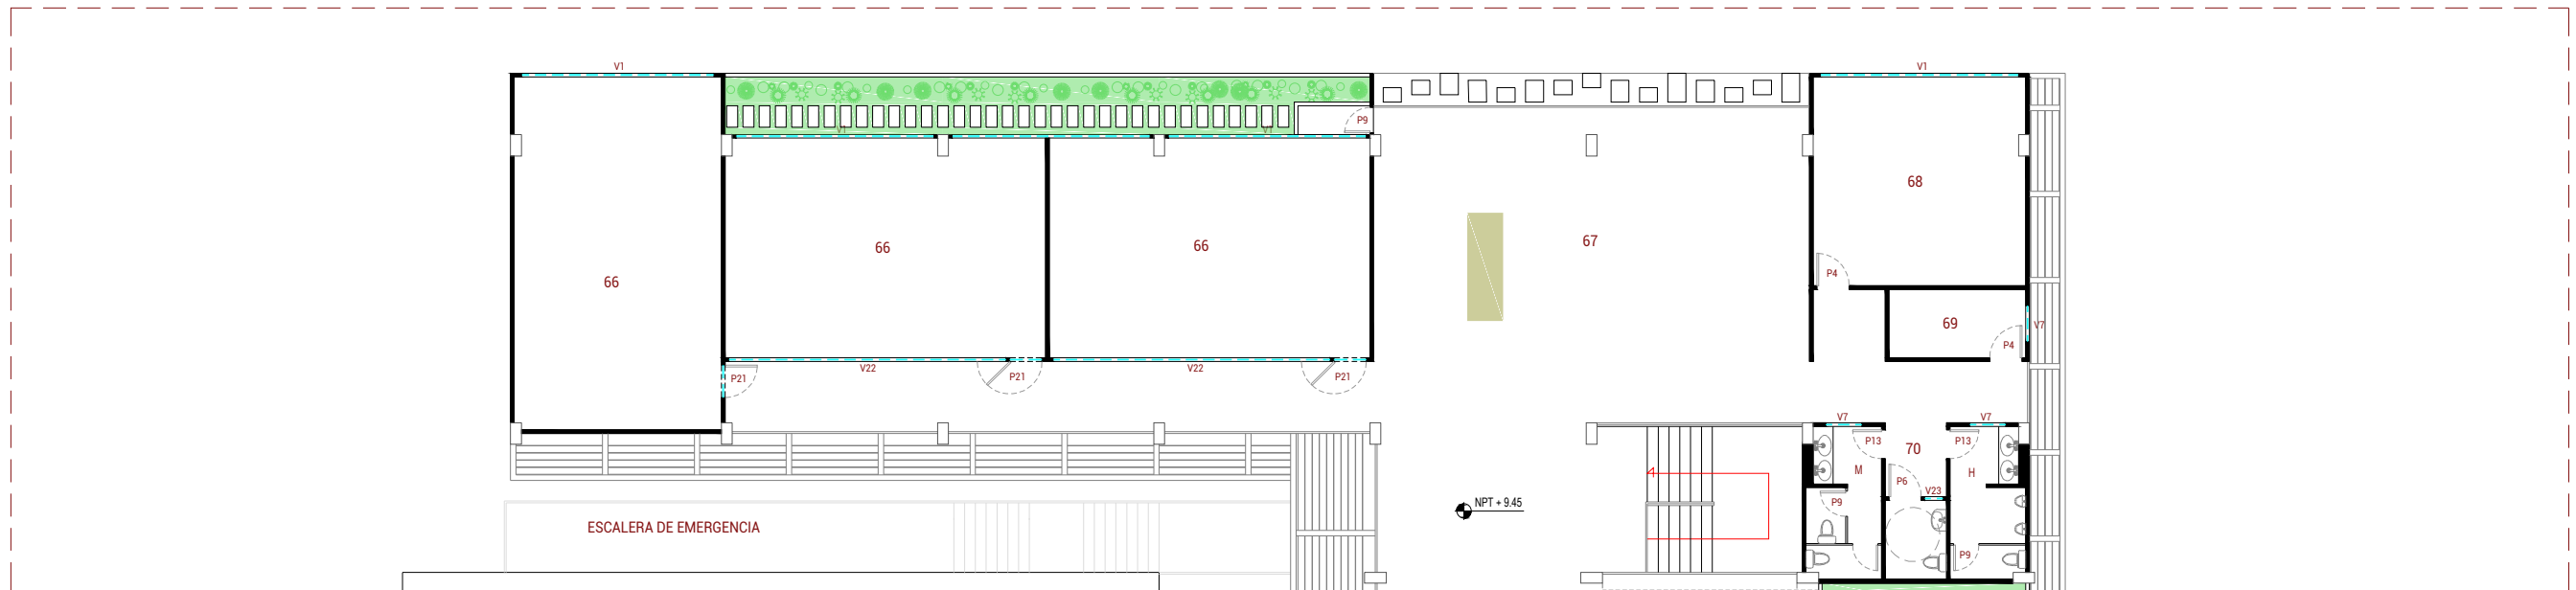 V1
V1
V1
V1
P9
68
66
66
66
67
P4
69
V7
P4
V22
V22
P21
P21
P21
V7
V7
P13
P13
70
M
H
P6
V23
P9
NPT + 9.45
ESCALERA DE EMERGENCIA
P9